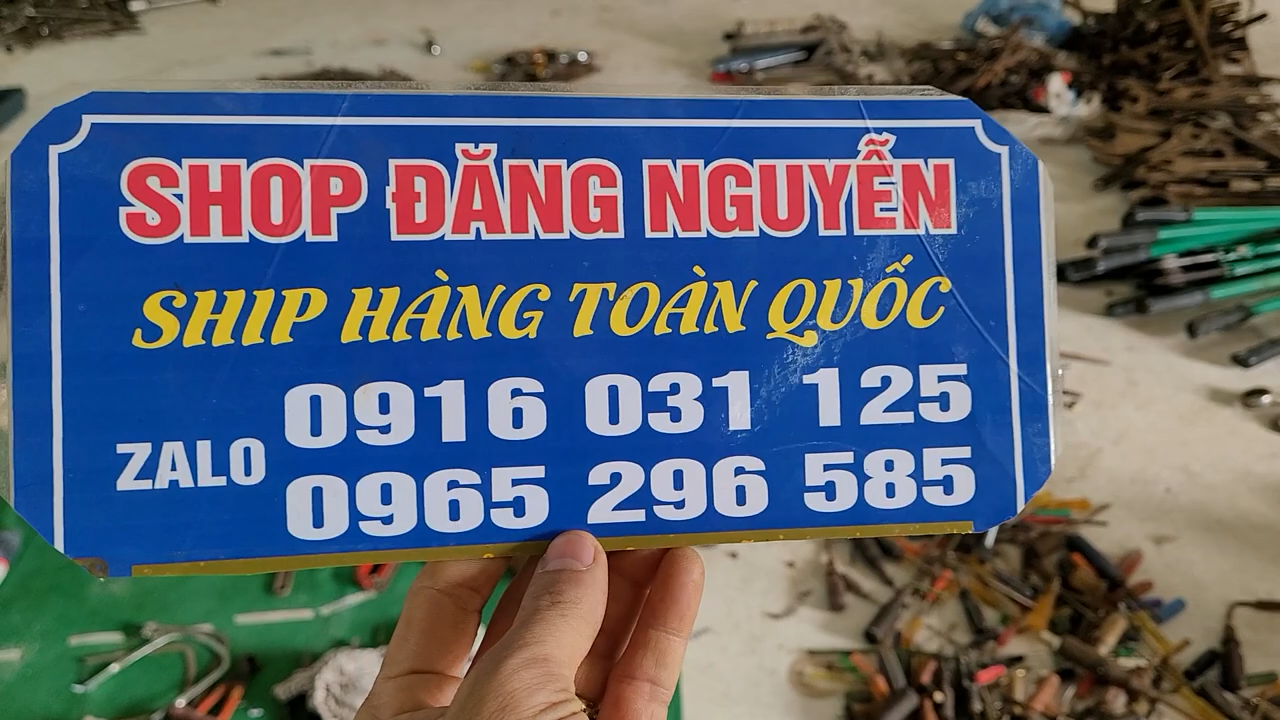 SHOP ĐĂNG NGUYỄN
SHIP HÀNG TOÀN QUỐC
0916 031 125
ZALO
0965 296 585